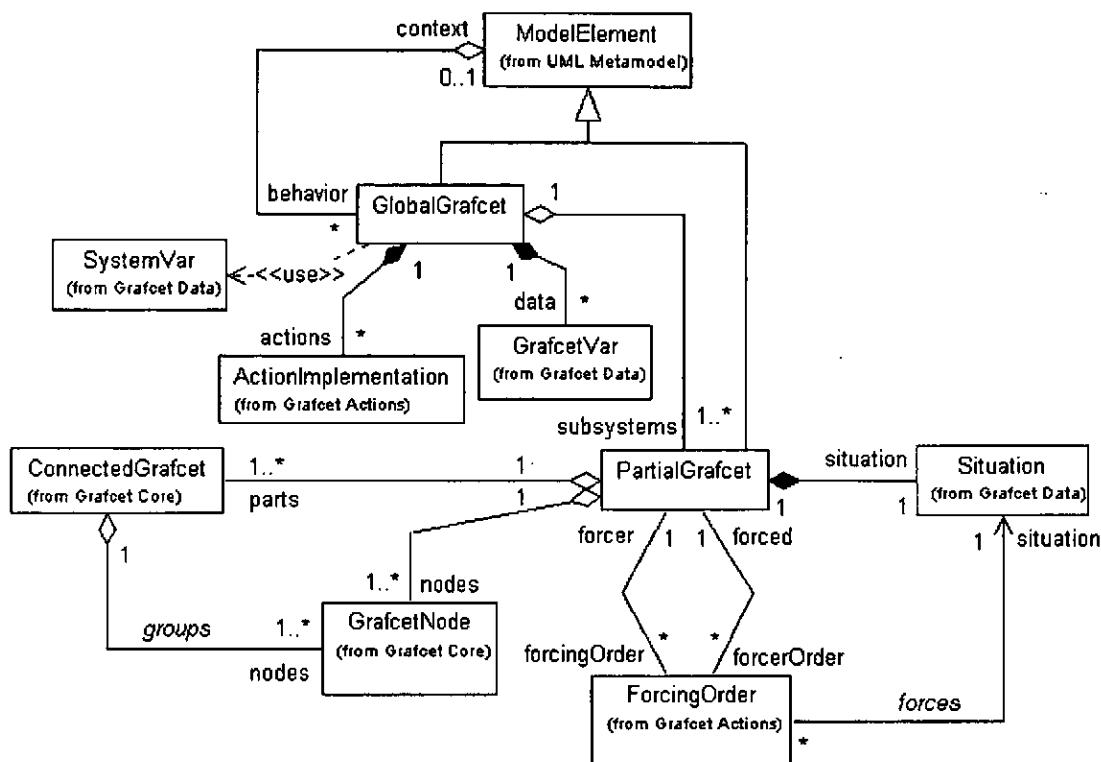 context
ModelElement
(from UML Metamodel)
0..1
behavior
*
GlobalGrafcet
1
SystemVar
(from Grafcet Data)
<<use>>
1
1
data
*
actions
*
GrafcetVar
(from Grafcet Data)
ActionImplementation
(from Grafcet Actions)
subsystems
1..*
ConnectedGrafcet
(from Grafcet Core)
1..*
parts
1
1
PartialGrafcet
situation
1
1
Situation
(from Grafcet Data)
1
forcer
1
1
forced
1
situation
1..*
nodes
groups
1..*
nodes
GrafcetNode
(from Grafcet Core)
*
*
forcingOrder
forcerOrder
ForcingOrder
(from Grafcet Actions)
forces
*